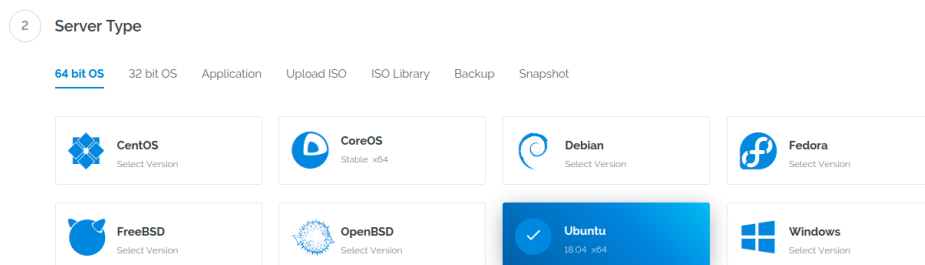 2 Server Type
64 bit OS 32 bit OS Application Upload ISO ISO Library Backup Snapshot
CentOS
Select Version
CoreOS
Stable x64
Debian
Select Version
Fedora
Select Version
FreeBSD
Select Version
OpenBSD
Select Version
Ubuntu
18.04 x64
Windows
Select Version